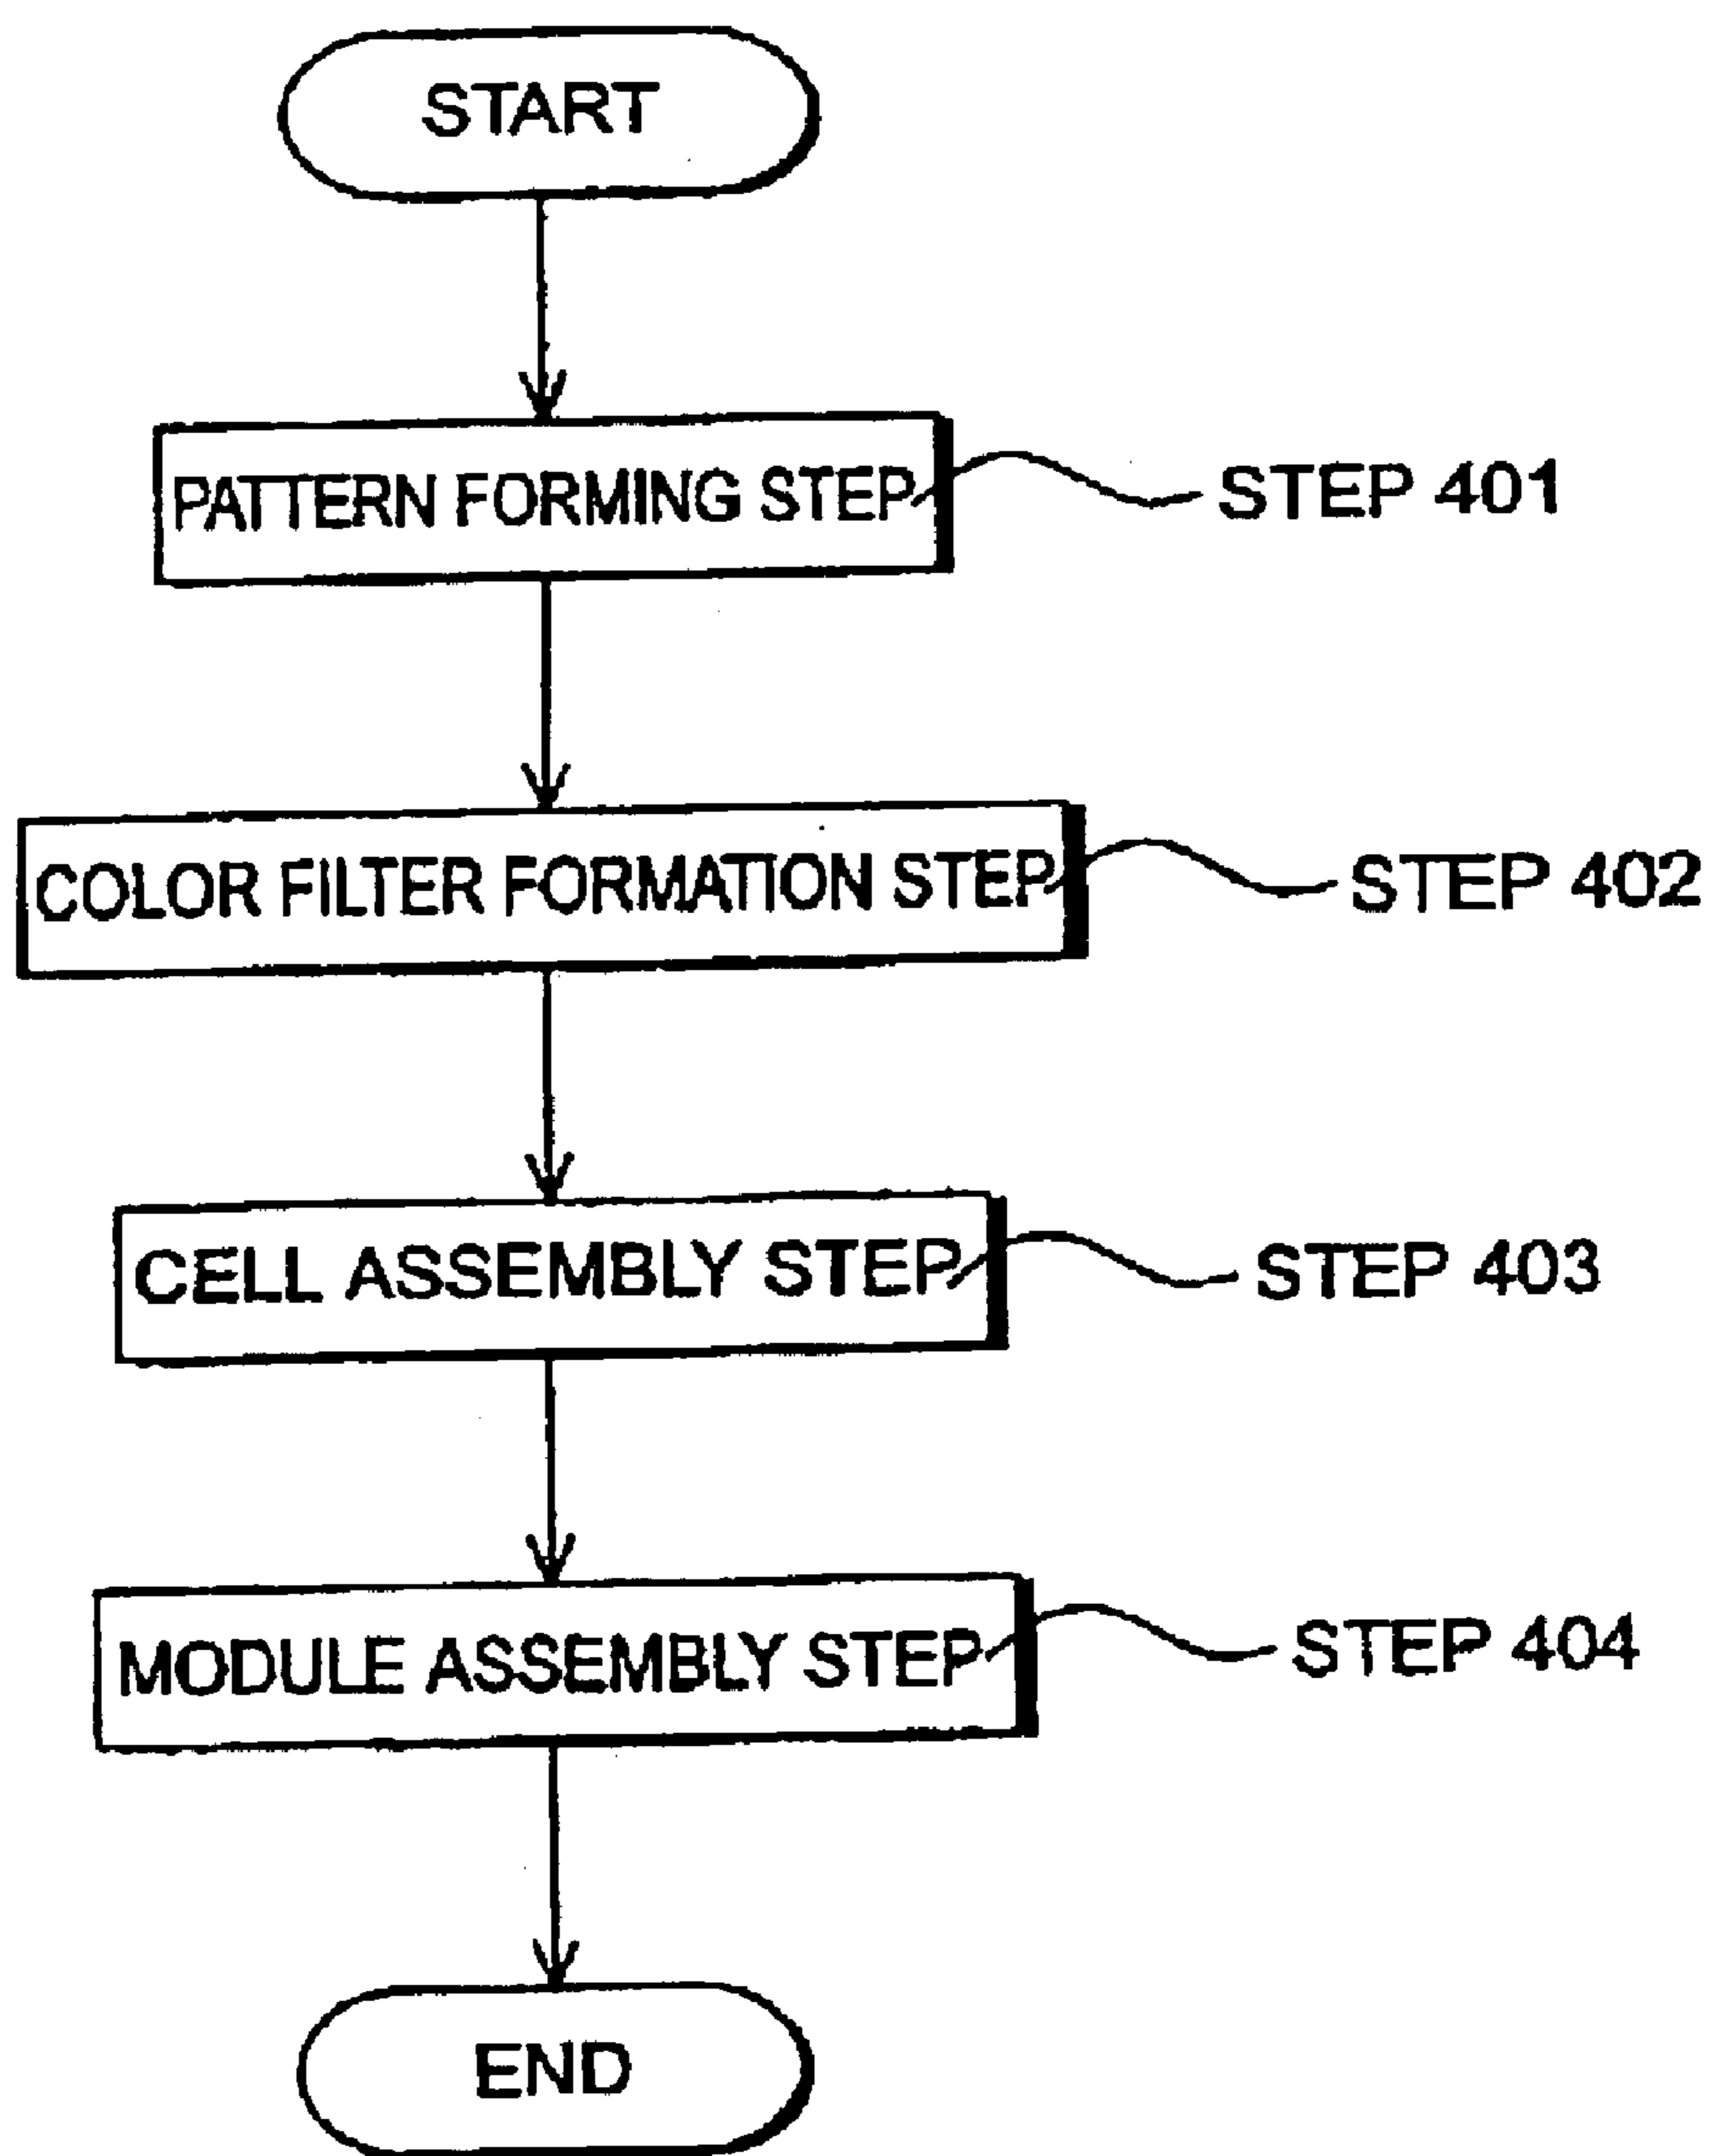 START
PATTERN FORMING STEP
STEP 401
COLOR FILTER FORMATION STEP
STEP 402
CELL ASSEMBLY STEP
STEP 403
MODULE ASSEMBLY STEP
STEP 404
END